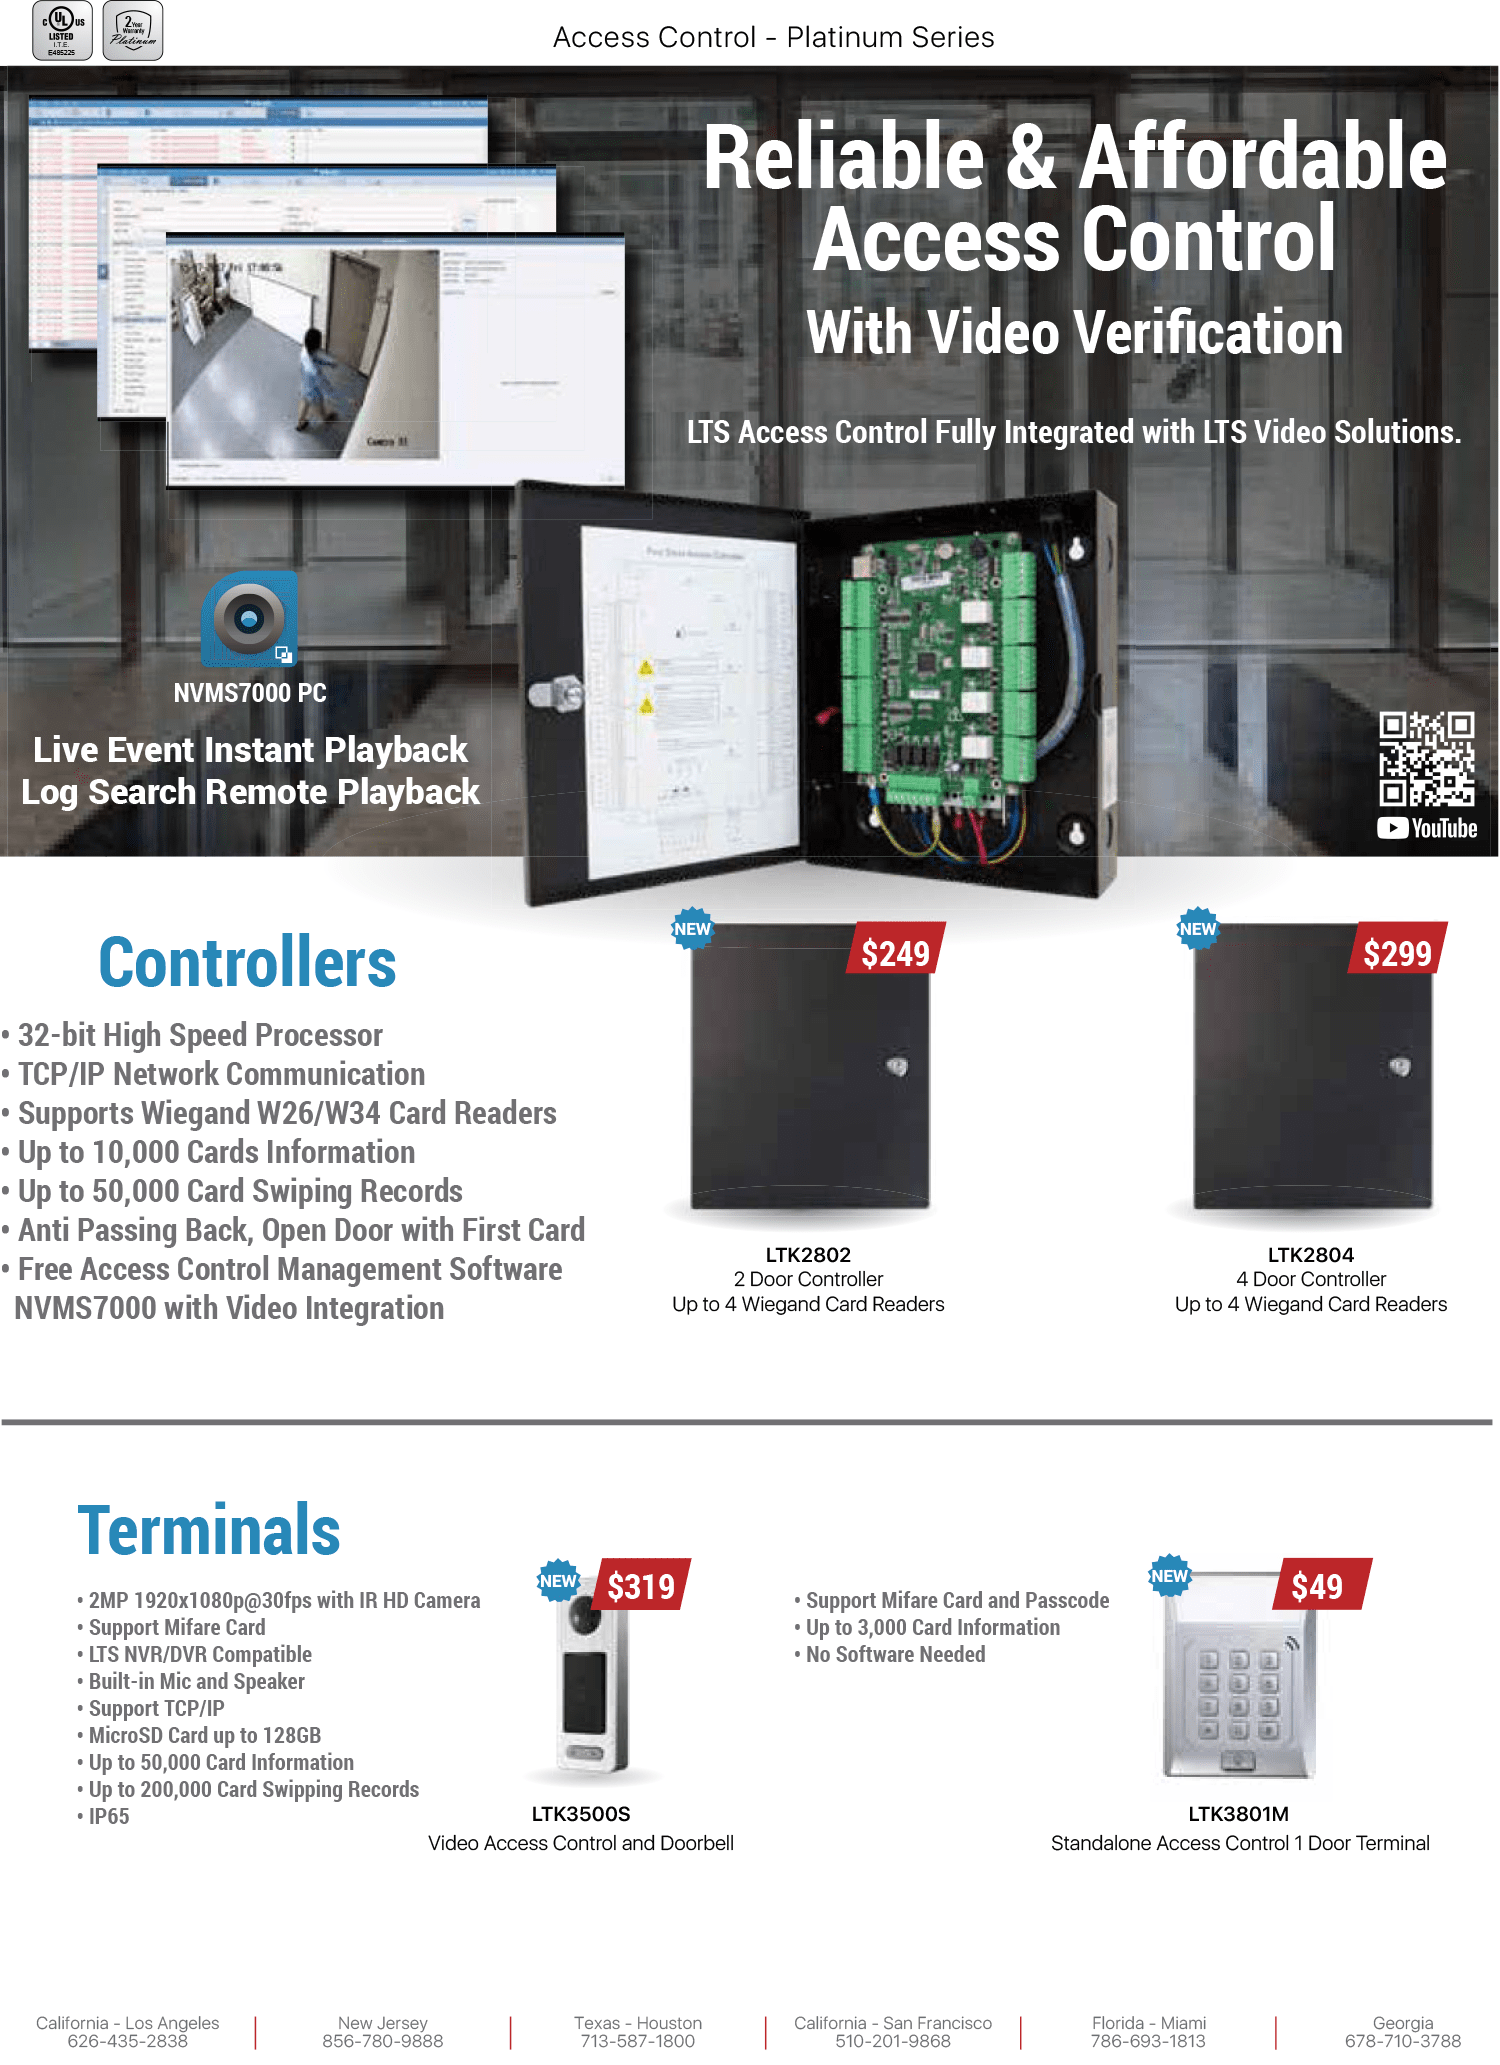 C UL US
LISTED
I.T.E.
E485225
2 Year
Warranty
Platinum
Access Control - Platinum Series
Reliable & Affordable
Access Control
With Video Verification
LTS Access Control Fully Integrated with LTS Video Solutions.
Camera 01
NVMS7000 PC
Live Event Instant Playback
Log Search Remote Playback
YouTube
Controllers
• 32-bit High Speed Processor
• TCP/IP Network Communication
• Supports Wiegand W26/W34 Card Readers
• Up to 10,000 Cards Information
• Up to 50,000 Card Swiping Records
• Anti Passing Back, Open Door with First Card
• Free Access Control Management Software
NVMS7000 with Video Integration
NEW
$249
LTK2802
2 Door Controller
Up to 4 Wiegand Card Readers
NEW
$299
LTK2804
4 Door Controller
Up to 4 Wiegand Card Readers
Terminals
• 2MP 1920x1080p@30fps with IR HD Camera
• Support Mifare Card
• LTS NVR/DVR Compatible
• Built-in Mic and Speaker
• Support TCP/IP
• MicroSD Card up to 128GB
• Up to 50,000 Card Information
• Up to 200,000 Card Swipping Records
• IP65
NEW
$319
LTK3500S
Video Access Control and Doorbell
• Support Mifare Card and Passcode
• Up to 3,000 Card Information
• No Software Needed
NEW
$49
LTK3801M
Standalone Access Control 1 Door Terminal
California - Los Angeles
626-435-2838
New Jersey
856-780-9888
Texas - Houston
713-587-1800
California - San Francisco
510-201-9868
Florida - Miami
786-693-1813
Georgia
678-710-3788